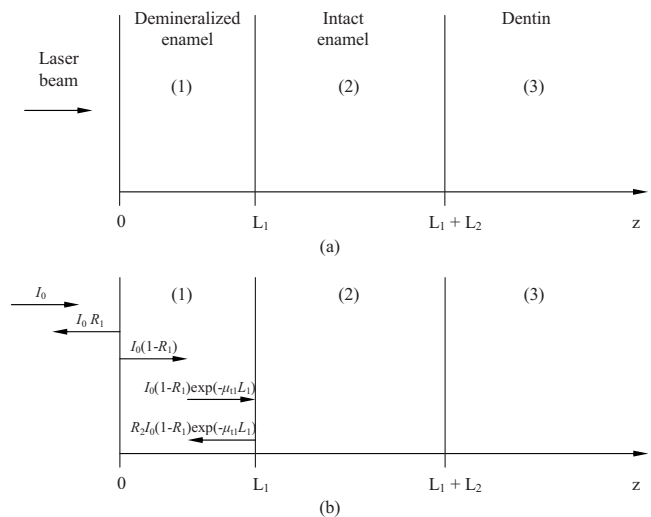 Demineralized enamel
Intact enamel
Dentin
Laser beam
(1)
(2)
(3)
0
L₁
L₁ + L₂
z
(a)
(1)
(2)
(3)
I₀
I₀ R₁
I₀(1-R₁)
I₀(1-R₁)exp(-μₜ₁L₁)
R₂I₀(1-R₁)exp(-μₜ₁L₁)
0
L₁
L₁ + L₂
z
(b)